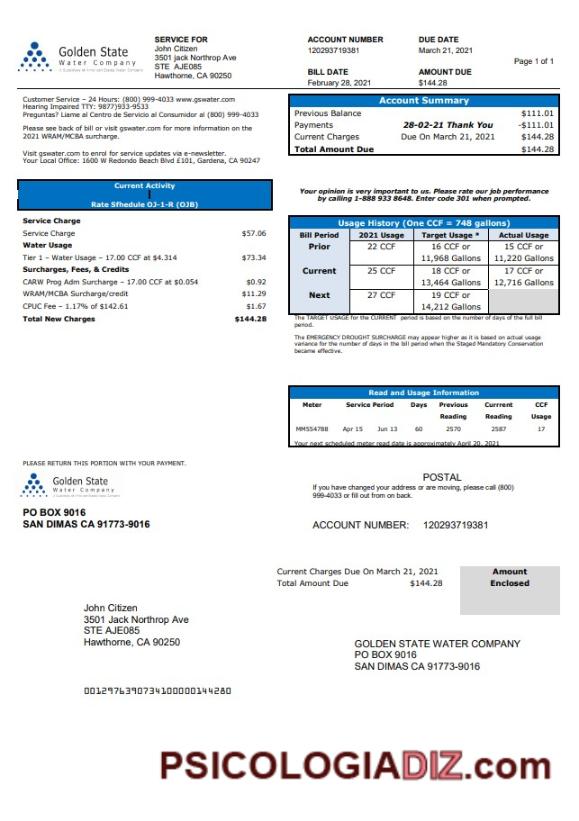 Golden State
Water Company
A Subsidiary of American States Water Company
SERVICE FOR
John Citizen
3501 jack Northrop Ave
STE  AJE085
Hawthorne, CA 90250
ACCOUNT NUMBER
120293719381
BILL DATE
February 28, 2021
DUE DATE
March 21, 2021
AMOUNT DUE
$144.28
Page 1 of 1
Customer Service – 24 Hours: (800) 999-4033 www.gswater.com
Hearing Impaired TTY: 9877)933-9533
Preguntas? Llame al Centro de Servicio al Consumidor al (800) 999-4033
Please see back of bill or visit gswater.com for more information on the
2021 WRAM/MCBA surcharge.
Visit gswater.com to enrol for service updates via e-newsletter.
Your Local Office: 1600 W Redondo Beach Blvd £101, Gardena, CA 90247
Account Summary
Previous Balance $111.01
Payments 28-02-21 Thank You -$111.01
Current Charges Due On March 21, 2021 $144.28
Total Amount Due $144.28
Current Activity
Rate Sfhedule OJ-1-R (OJB)
Service Charge
Service Charge $57.06
Water Usage
Tier 1 – Water Usage – 17.00 CCF at $4.314 $73.34
Surcharges, Fees, & Credits
CARW Prog Adm Surcharge – 17.00 CCF at $0.054 $0.92
WRAM/MCBA Surcharge/credit $11.29
CPUC Fee – 1.17% of $142.61 $1.67
Total New Charges $144.28
Your opinion is very important to us. Please rate our job performance
by calling 1-888 933 8648. Enter code 301 when prompted.
Usage History (One CCF = 748 gallons)
Bill Period 2021 Usage Target Usage * Actual Usage
Prior 22 CCF 16 CCF or 15 CCF or
11,968 Gallons 11,220 Gallons
Current 25 CCF 18 CCF or 17 CCF or
13,464 Gallons 12,716 Gallons
Next 27 CCF 19 CCF or
14,212 Gallons
The TARGET USAGE for the CURRENT  period is based on the number of days of the full bill
period.
The EMERGENCY DROUGHT SURCHARGE may appear higher as it is based on actual usage
variance for the number of days in the bill period when the Staged Mandatory Conservation
became effective.
Read and Usage Information
Meter Service Period Days Previous Currrent CCF
Reading Reading Usage
MM554788 Apr 15 Jun 13 60 2570 2587 17
Your next scheduled meter read date is approximately April 20, 2021
PLEASE RETURN THIS PORTION WITH YOUR PAYMENT.
Golden State
Water Company
PO BOX 9016
SAN DIMAS CA 91773-9016
POSTAL
If you have changed your address or are moving, please call (800)
999-4033 or fill out from on back.
ACCOUNT NUMBER: 120293719381
Current Charges Due On March 21, 2021
Total Amount Due $144.28
Amount
Enclosed
John Citizen
3501 Jack Northrop Ave
STE AJE085
Hawthorne, CA 90250
GOLDEN STATE WATER COMPANY
PO BOX 9016
SAN DIMAS CA 91773-9016
0012976390734100000144280
PSICOLOGIADIZ.com